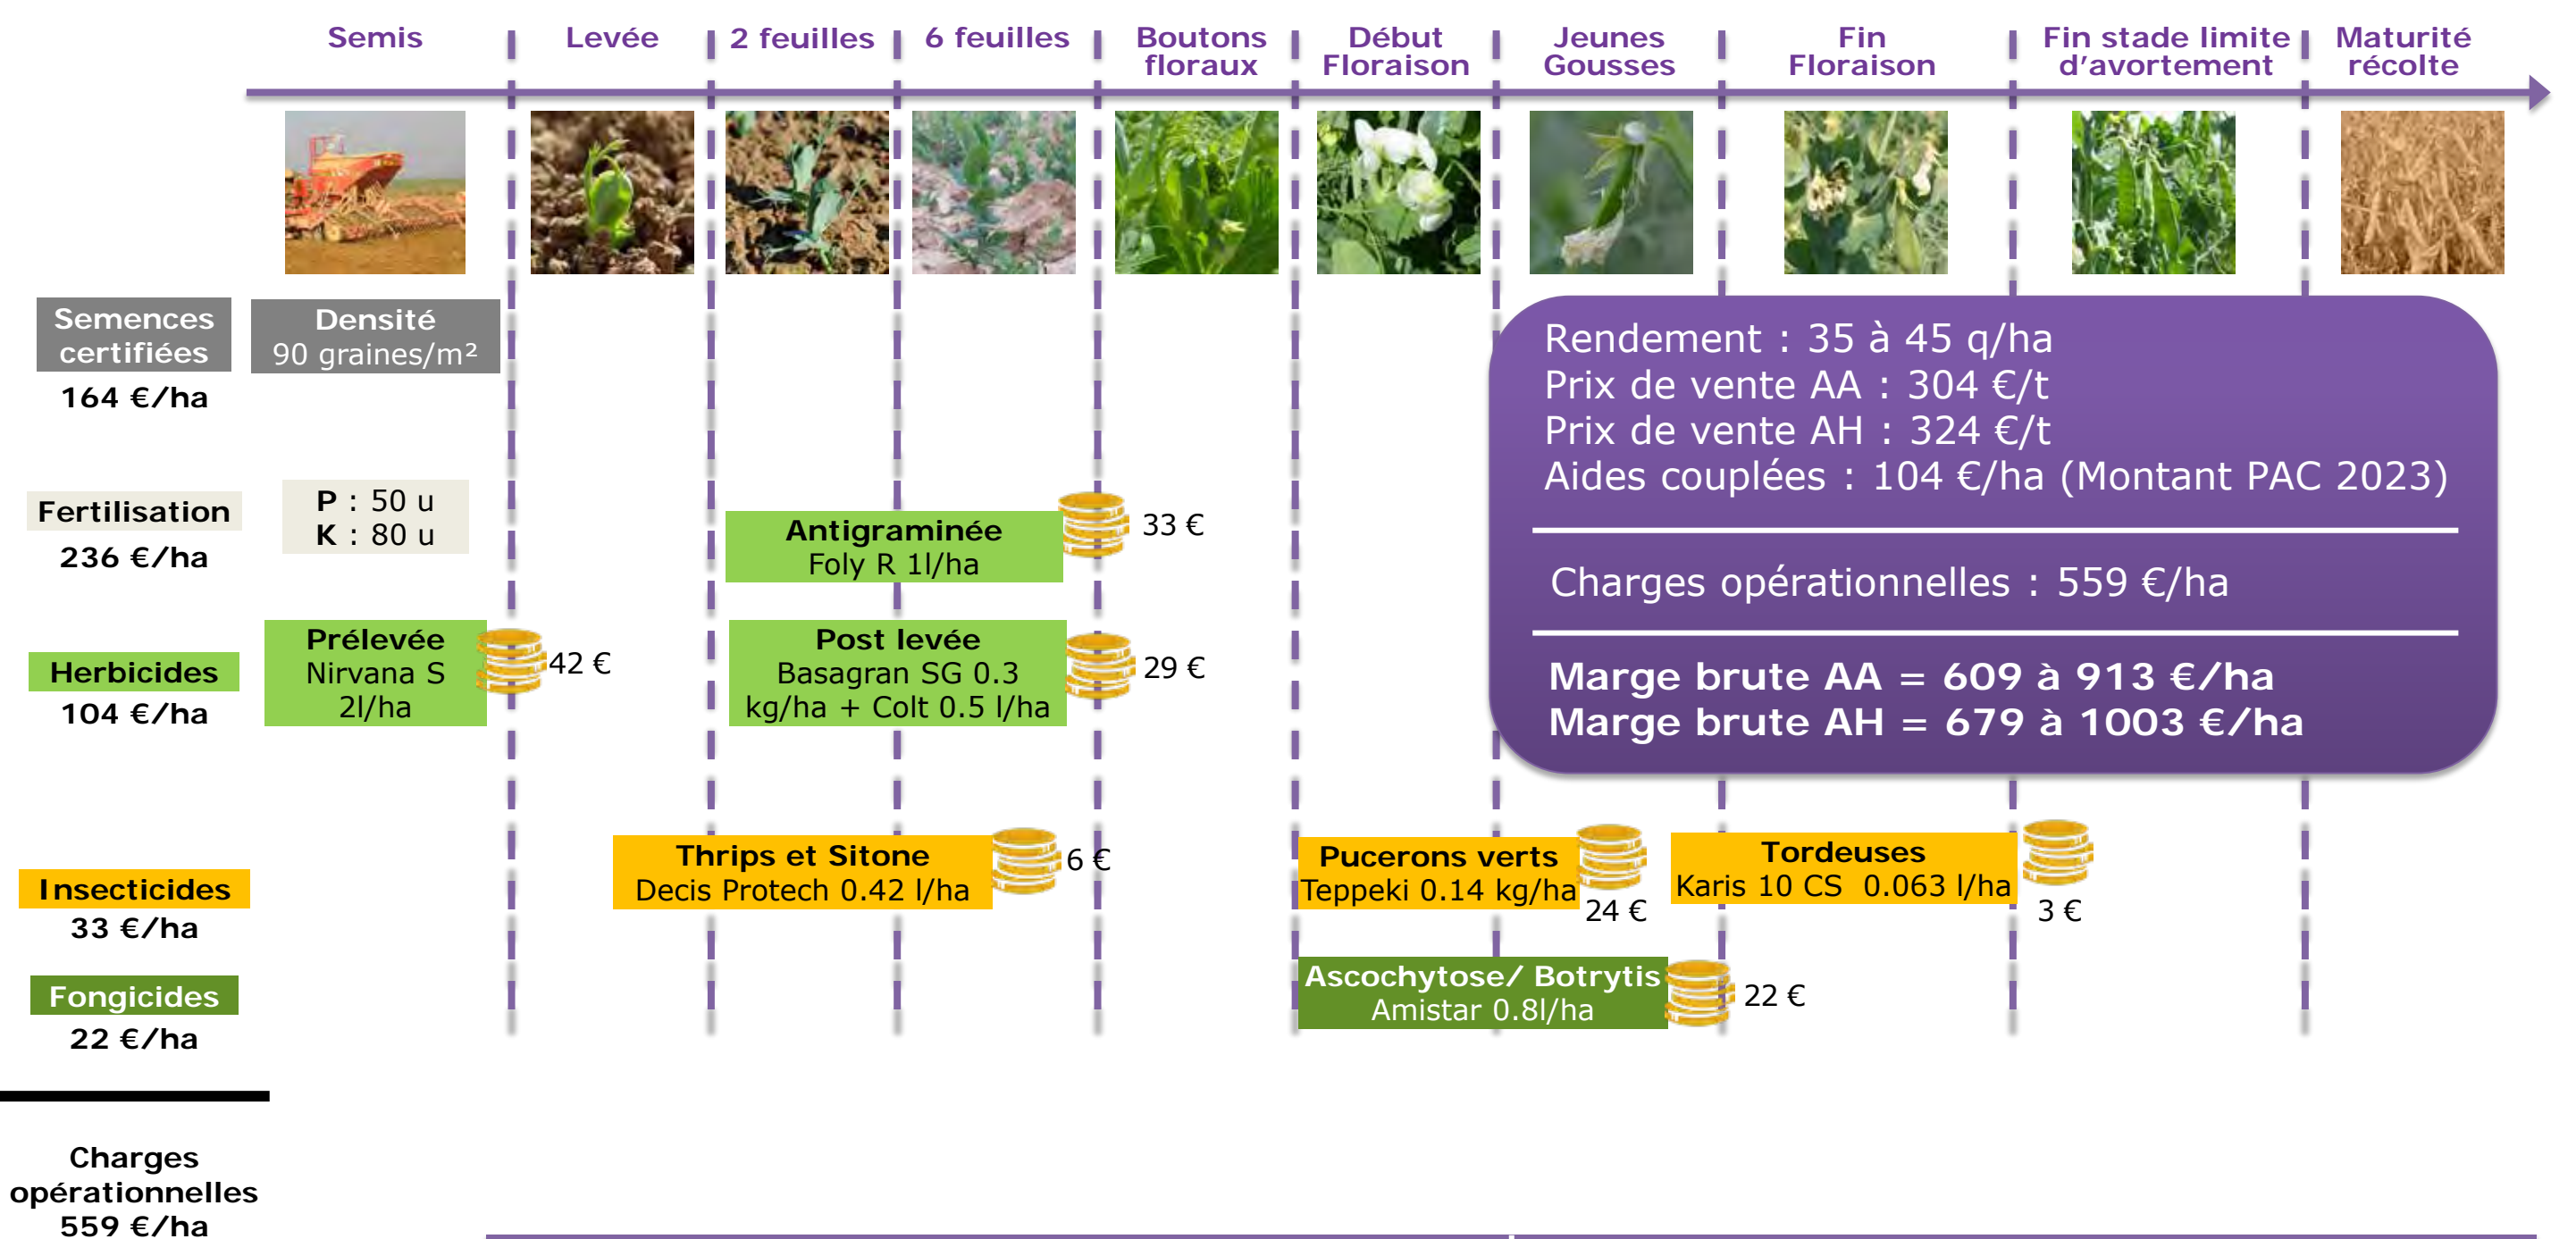 Semis
Levée
2 feuilles
6 feuilles
Boutons
floraux
Début
Floraison
Jeunes
Gousses
Fin
Floraison
Fin stade limite
d'avortement
Maturité
récolte
Semences
certifiées
164 €/ha
Densité
90 graines/m²
Rendement : 35 à 45 q/ha
Prix de vente AA : 304 €/t
Prix de vente AH : 324 €/t
Aides couplées : 104 €/ha (Montant PAC 2023)
Charges opérationnelles : 559 €/ha
Marge brute AA = 609 à 913 €/ha
Marge brute AH = 679 à 1003 €/ha
Fertilisation
236 €/ha
P : 50 u
K : 80 u
Antigraminée
Foly R 1l/ha
33 €
Herbicides
104 €/ha
Prélevée
Nirvana S
2l/ha
42 €
Post levée
Basagran SG 0.3
kg/ha + Colt 0.5 l/ha
29 €
Insecticides
33 €/ha
Thrips et Sitone
Decis Protech 0.42 l/ha
6 €
Pucerons verts
Teppeki 0.14 kg/ha
24 €
Tordeuses
Karis 10 CS  0.063 l/ha
3 €
Fongicides
22 €/ha
Ascochytose/ Botrytis
Amistar 0.8l/ha
22 €
Charges
opérationnelles
559 €/ha